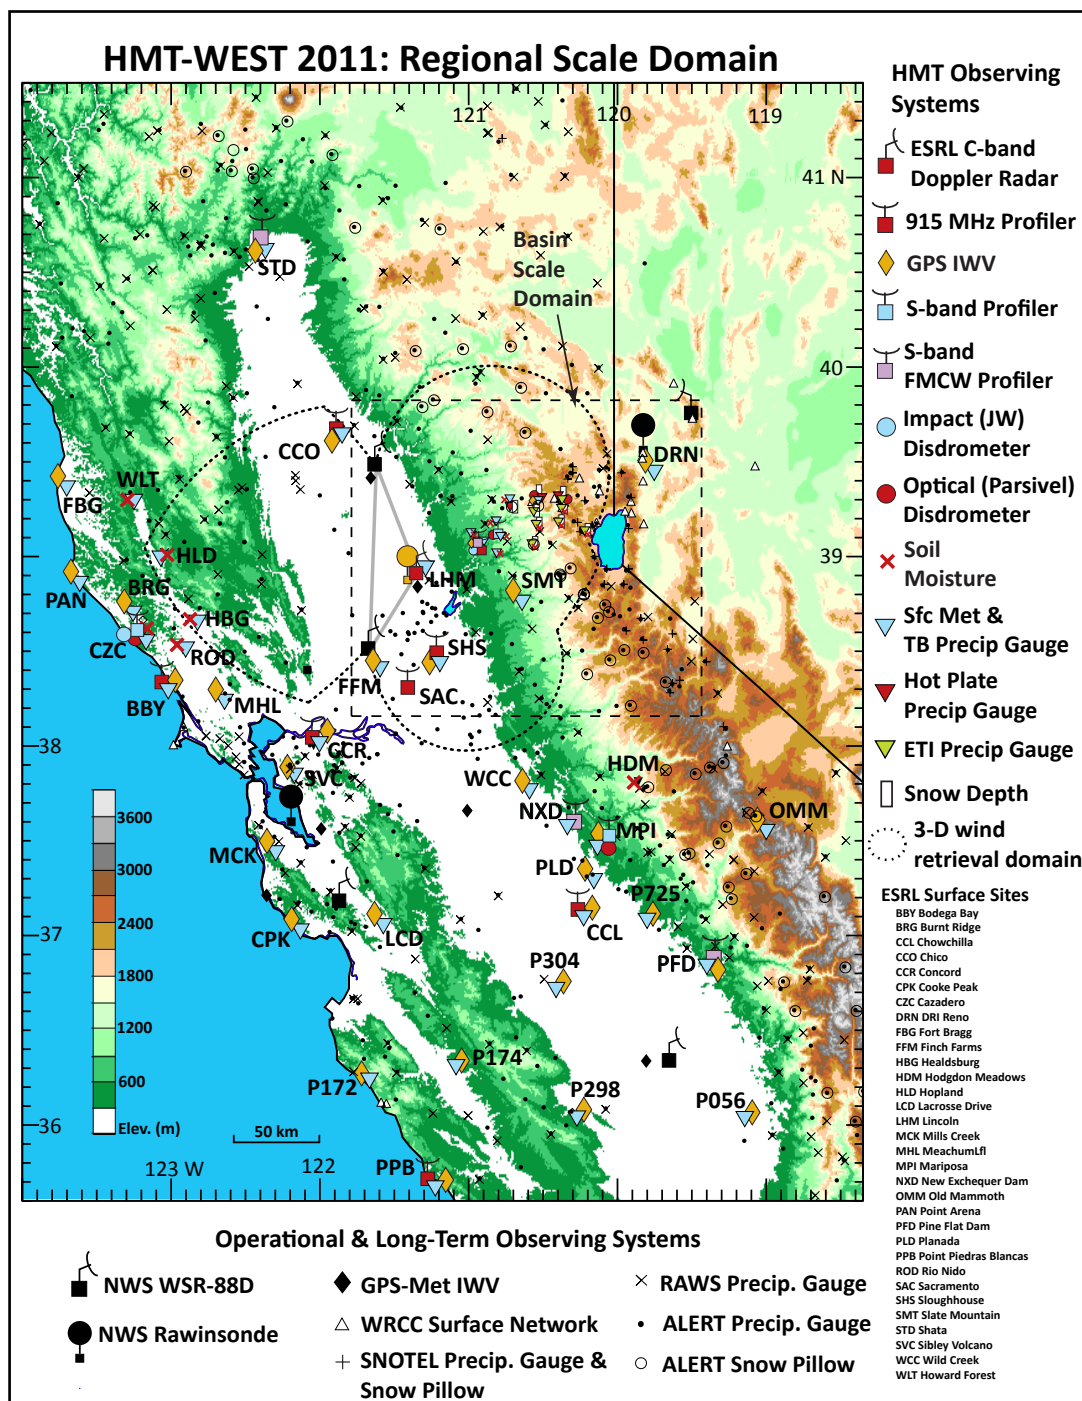 HMT-WEST 2011: Regional Scale Domain
121
120
119
41 N
40
39
38
37
36
123 W
122
Basin
Scale
Domain
STD
CCO
DRN
WLT
FBG
HLD
PAN
BRG
HBG
CZC
ROD
BBY
MHL
LHM
SMT
SHS
FFM
SAC
CCR
SVC
WCC
HDM
NXD
MPI
OMM
MCK
PLD
P725
CPK
LCD
CCL
P304
PFD
P172
P174
P298
P056
PPB
3600
3000
2400
1800
1200
600
Elev. (m)
50 km
HMT Observing
Systems
ESRL C-band
Doppler Radar
915 MHz Profiler
GPS IWV
S-band Profiler
S-band
FMCW Profiler
Impact (JW)
Disdrometer
Optical (Parsivel)
Disdrometer
Soil
Moisture
Sfc Met &
TB Precip Gauge
Hot Plate
Precip Gauge
ETI Precip Gauge
Snow Depth
3-D wind
retrieval domain
ESRL Surface Sites
BBY Bodega Bay
BRG Burnt Ridge
CCL Chowchilla
CCO Chico
CCR Concord
CPK Cooke Peak
CZC Cazadero
DRN DRI Reno
FBG Fort Bragg
FFM Finch Farms
HBG Healdsburg
HDM Hodgdon Meadows
HLD Hopland
LCD Lacrosse Drive
LHM Lincoln
MCK Mills Creek
MHL MeachumLfl
MPI Mariposa
NXD New Exchequer Dam
OMM Old Mammoth
PAN Point Arena
PFD Pine Flat Dam
PLD Planada
PPB Point Piedras Blancas
ROD Rio Nido
SAC Sacramento
SHS Sloughhouse
SMT Slate Mountain
STD Shata
SVC Sibley Volcano
WCC Wild Creek
WLT Howard Forest
Operational & Long-Term Observing Systems
NWS WSR-88D
NWS Rawinsonde
GPS-Met IWV
WRCC Surface Network
SNOTEL Precip. Gauge &
Snow Pillow
RAWS Precip. Gauge
ALERT Precip. Gauge
ALERT Snow Pillow